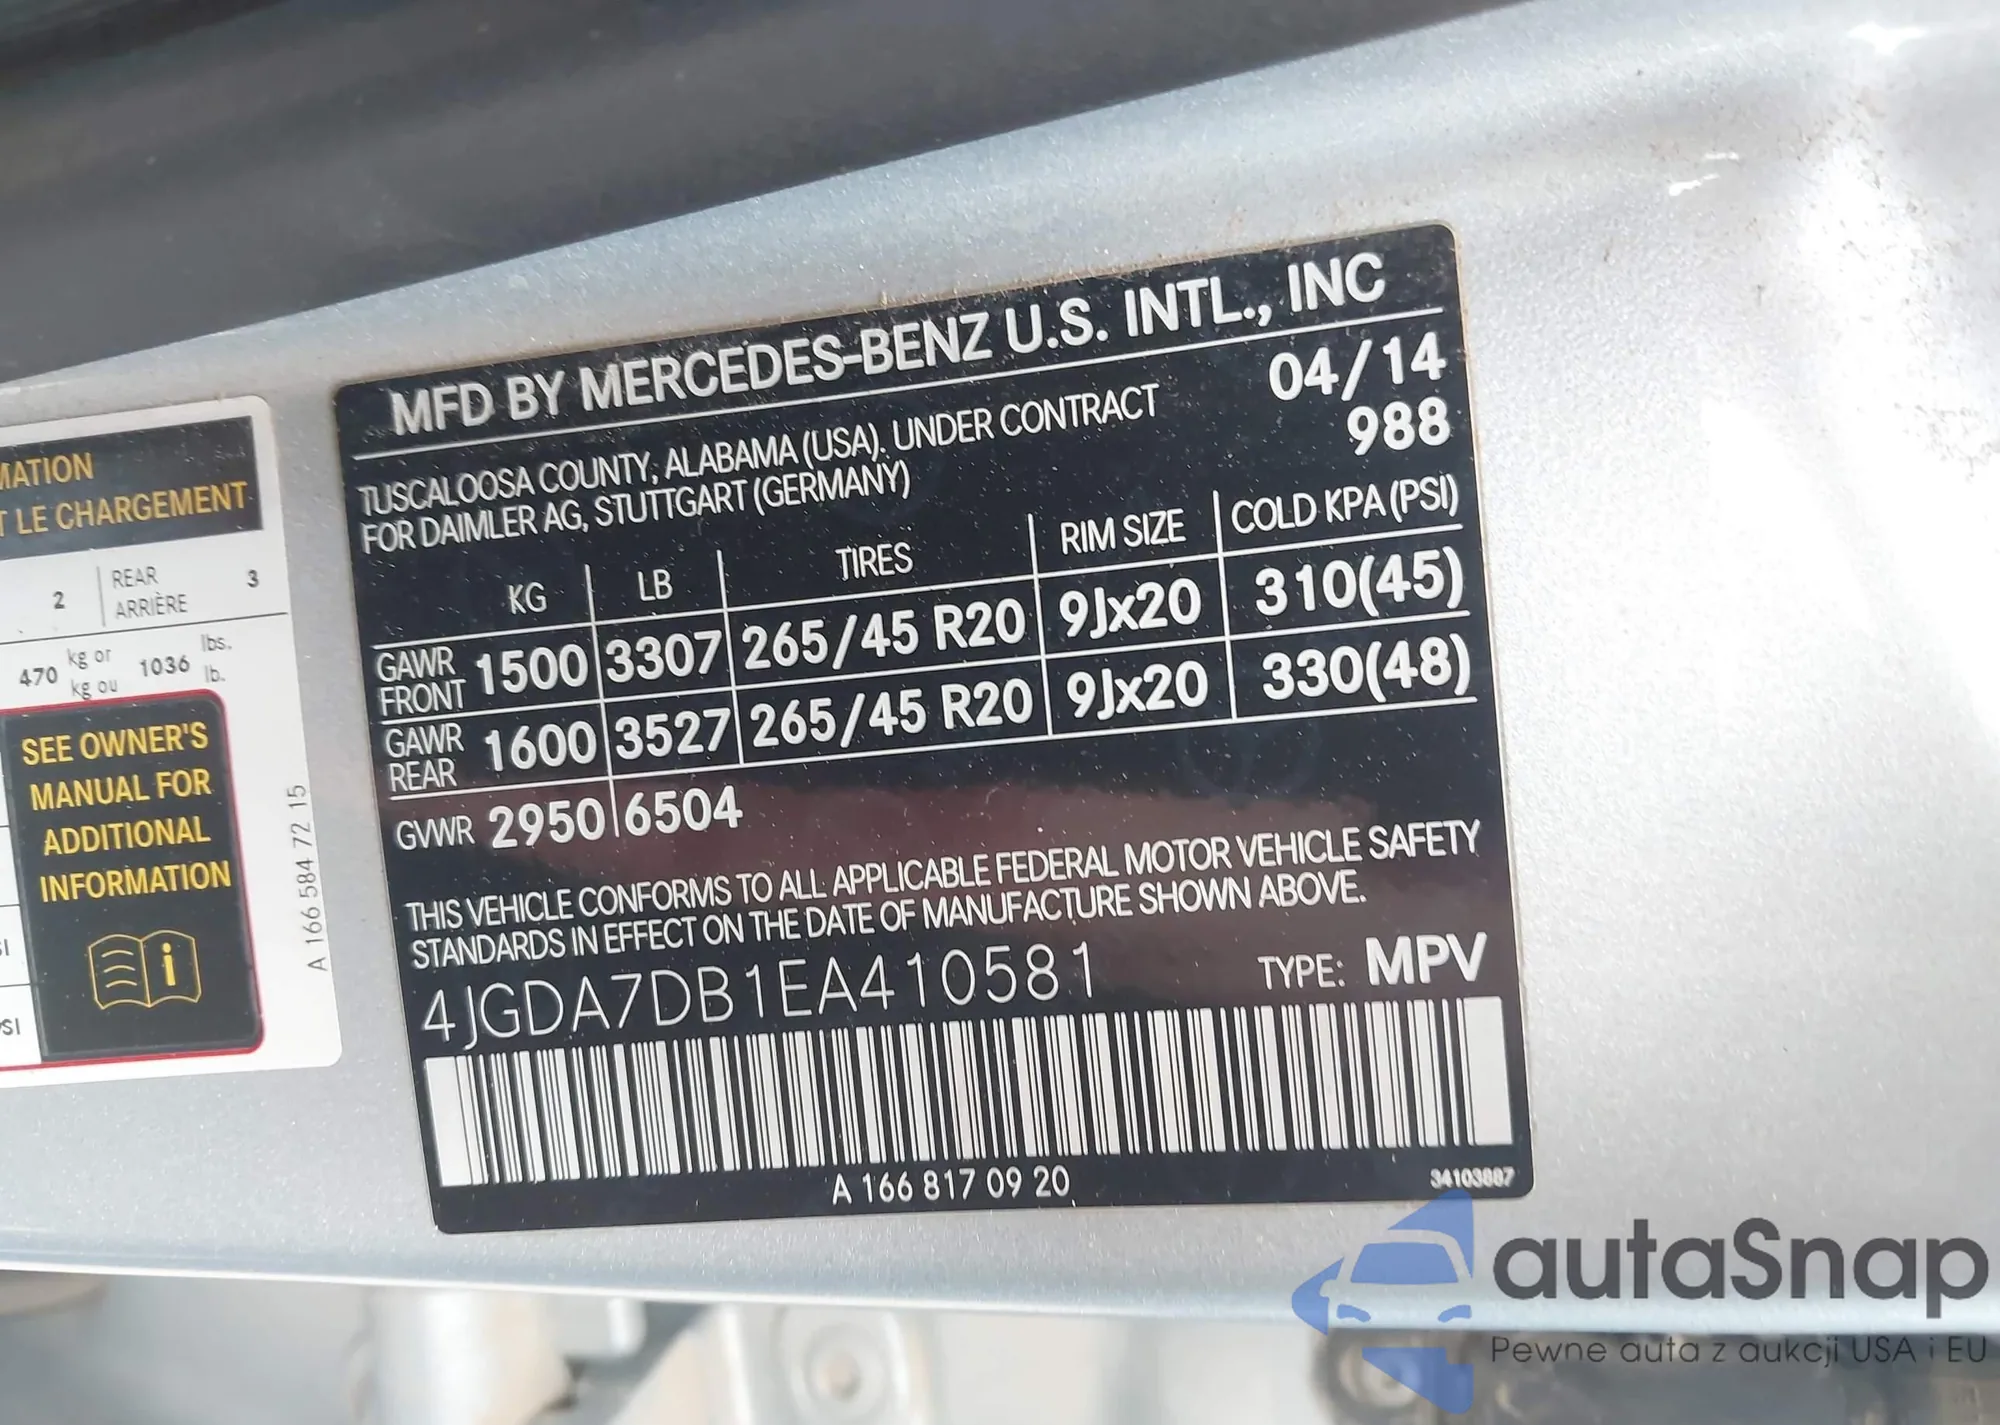 MATION
T LE CHARGEMENT
2 REAR 3
ARRIÈRE
470 kg or 1036 lbs.
kg ou lb.
SEE OWNER'S
MANUAL FOR
ADDITIONAL
INFORMATION
A 166 584 72 15
SI
MFD BY MERCEDES-BENZ U.S. INTL., INC
TUSCALOOSA COUNTY, ALABAMA (USA). UNDER CONTRACT 04/14
FOR DAIMLER AG, STUTTGART (GERMANY) 988
KG LB TIRES RIM SIZE COLD KPA (PSI)
GAWR FRONT 1500 3307 265/45 R20 9Jx20 310(45)
GAWR REAR 1600 3527 265/45 R20 9Jx20 330(48)
GVWR 2950 6504
THIS VEHICLE CONFORMS TO ALL APPLICABLE FEDERAL MOTOR VEHICLE SAFETY
STANDARDS IN EFFECT ON THE DATE OF MANUFACTURE SHOWN ABOVE.
4JGDA7DB1EA410581 TYPE: MPV
A 166 817 09 20 34103887
autaSnap
Pewne auta z aukcji USA i EU